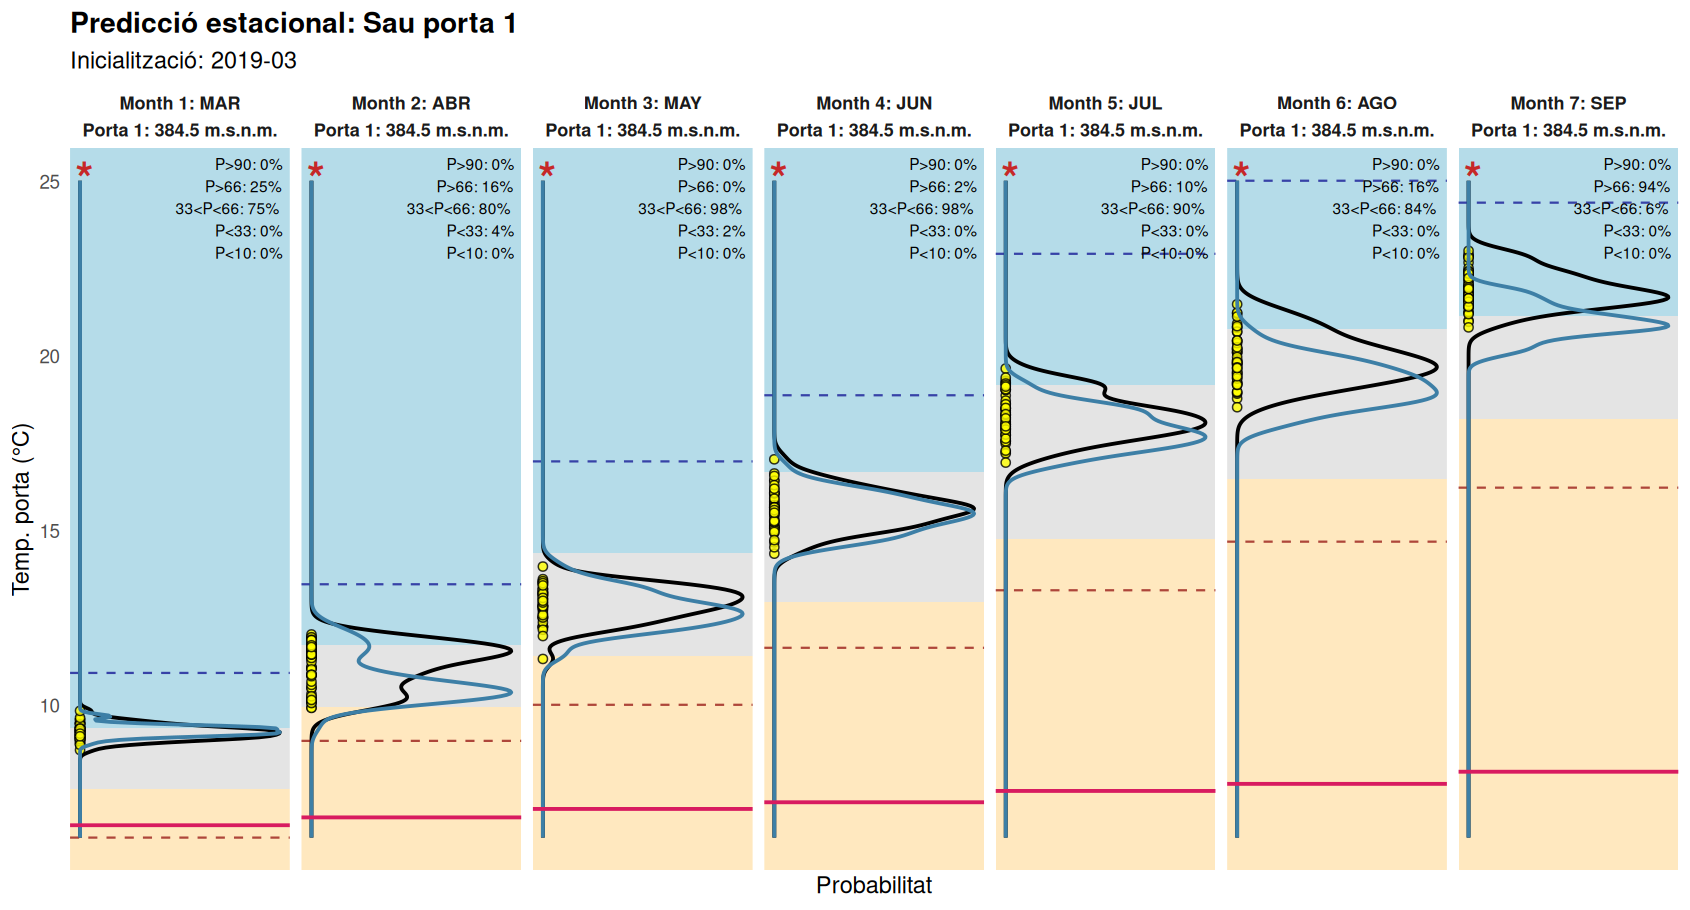 Predicció estacional: Sau porta 1
Inicialització: 2019-03
Month 1: MAR
Porta 1: 384.5 m.s.n.m.
Month 2: ABR
Porta 1: 384.5 m.s.n.m.
Month 3: MAY
Porta 1: 384.5 m.s.n.m.
Month 4: JUN
Porta 1: 384.5 m.s.n.m.
Month 5: JUL
Porta 1: 384.5 m.s.n.m.
Month 6: AGO
Porta 1: 384.5 m.s.n.m.
Month 7: SEP
Porta 1: 384.5 m.s.n.m.
*
P>90: 0%
P>66: 25%
33<P<66: 75%
P<33: 0%
P<10: 0%
*
P>90: 0%
P>66: 16%
33<P<66: 80%
P<33: 4%
P<10: 0%
*
P>90: 0%
P>66: 0%
33<P<66: 98%
P<33: 2%
P<10: 0%
*
P>90: 0%
P>66: 2%
33<P<66: 98%
P<33: 0%
P<10: 0%
*
P>90: 0%
P>66: 10%
33<P<66: 90%
P<33: 0%
P<10: 0%
*
P>90: 0%
P>66: 16%
33<P<66: 84%
P<33: 0%
P<10: 0%
*
P>90: 0%
P>66: 94%
33<P<66: 6%
P<33: 0%
P<10: 0%
25
20
15
10
Temp. porta (°C)
Probabilitat